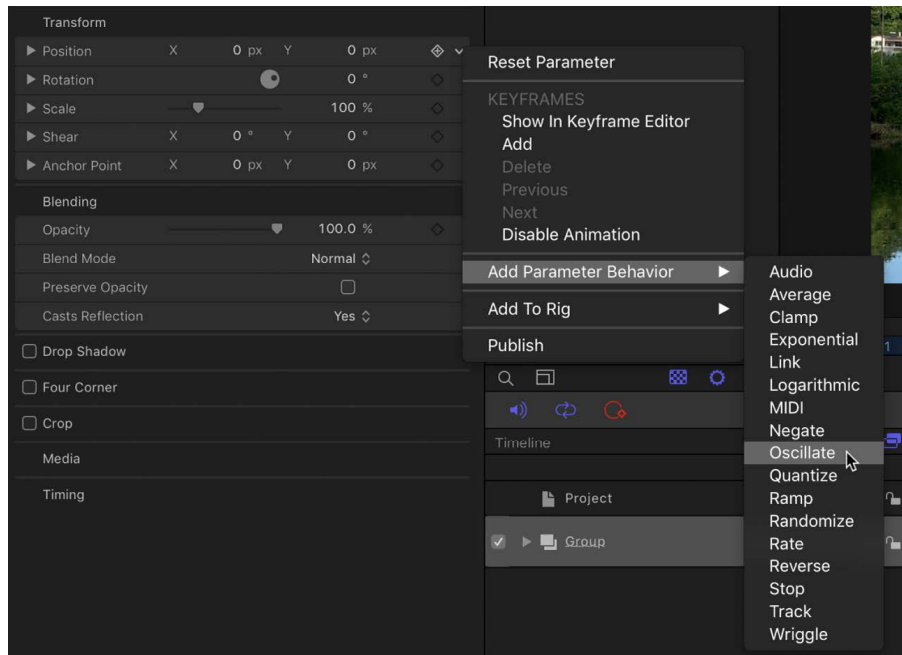 Transform
Position X 0 px Y 0 px
Rotation 0 °
Scale 100 %
Shear X 0 ° Y 0 °
Anchor Point X 0 px Y 0 px
Blending
Opacity 100.0 %
Blend Mode Normal
Preserve Opacity
Casts Reflection Yes
Drop Shadow
Four Corner
Crop
Media
Timing
Reset Parameter
KEYFRAMES
Show In Keyframe Editor
Add
Delete
Previous
Next
Disable Animation
Add Parameter Behavior
Add To Rig
Publish
Audio
Average
Clamp
Exponential
Link
Logarithmic
MIDI
Negate
Oscillate
Quantize
Ramp
Randomize
Rate
Reverse
Stop
Track
Wriggle
1
Timeline
Project
Group